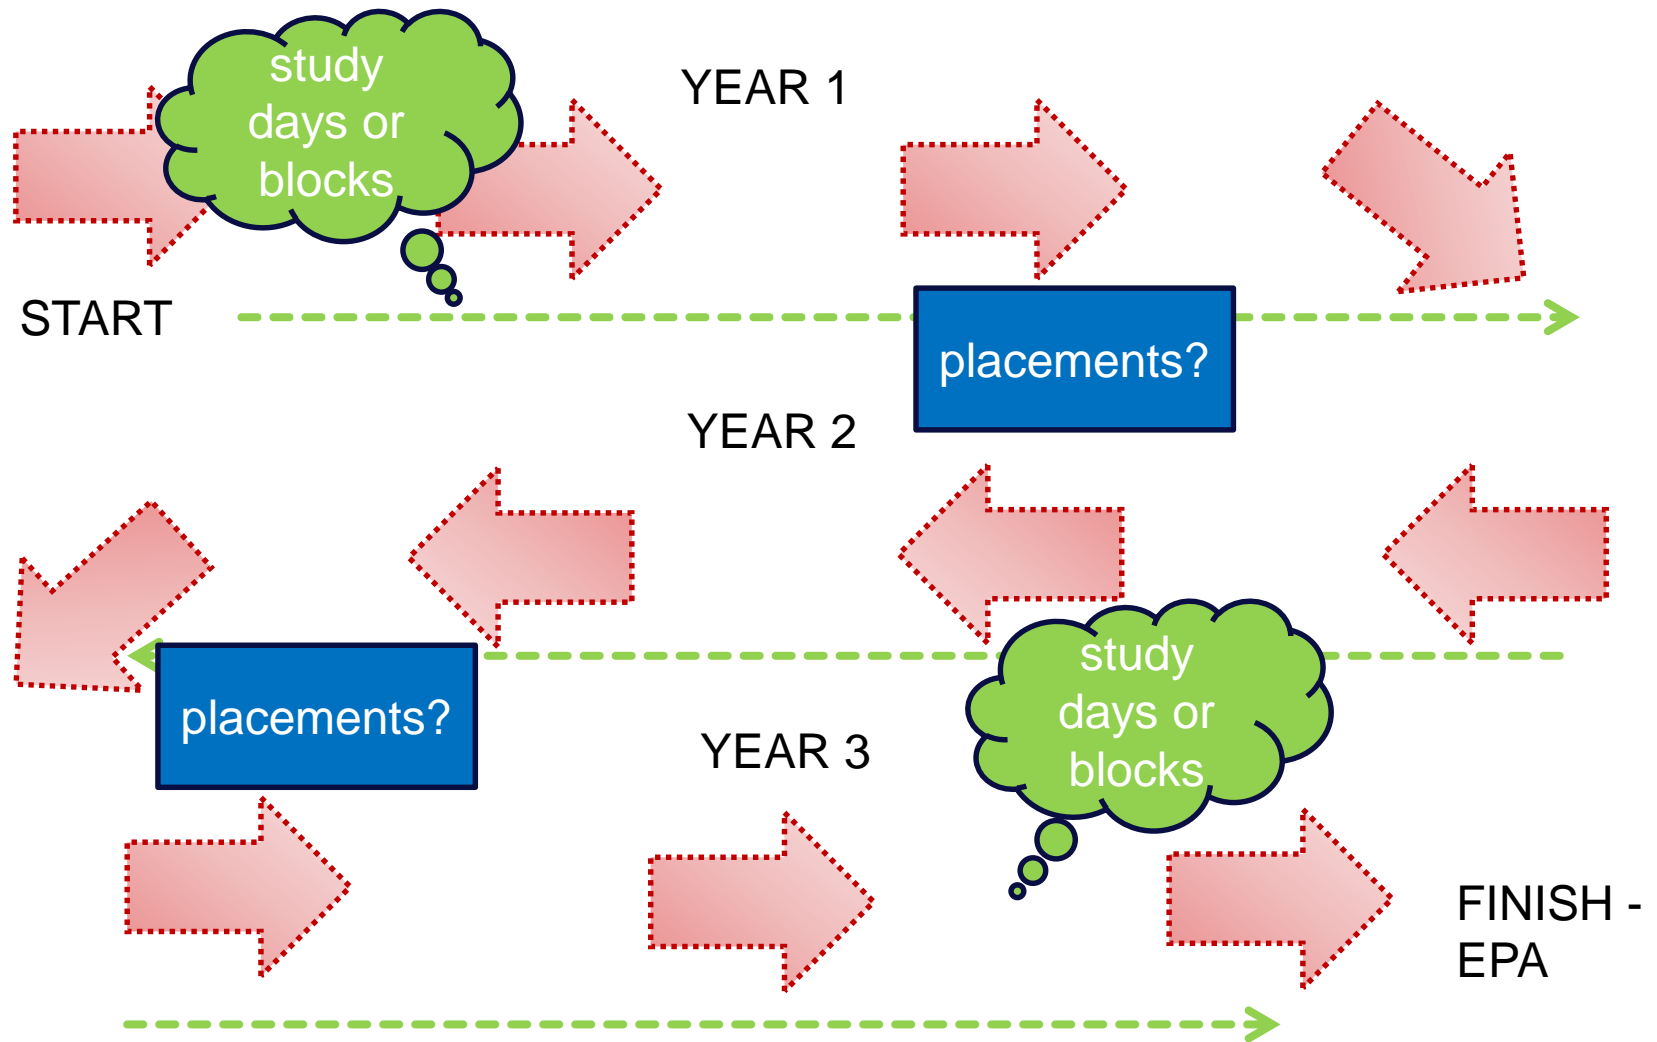 study
days or
blocks
YEAR 1
START
placements?
YEAR 2
placements?
study
days or
blocks
YEAR 3
FINISH -
EPA